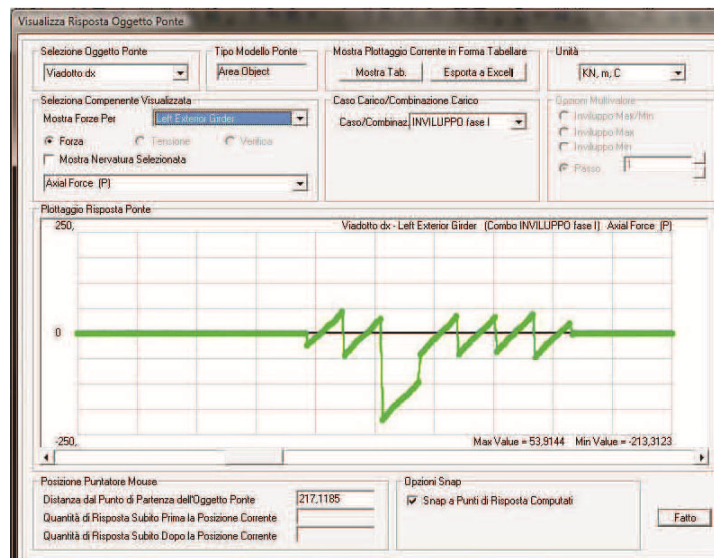 Visualizza Risposta Oggetto Ponte
Selezione Oggetto Ponte
Viadotto dx
Tipo Modello Ponte
Area Object
Mostra Plottaggio Corrente in Forma Tabellare
Mostra Tab.
Esporta a Excell
Unità
KN, m, C
Seleziona Compenente Visualizzata
Mostra Forze Per
Left Exterior Girder
Forza
Tensione
Verifica
Mostra Nervatura Selezionata
Axial Force (P)
Caso Carico/Combinazione Carico
Caso/Combinaz.
INVILUPPO fase I
Opzioni Multivalore
Inviluppo Max/Min
Inviluppo Max
Inviluppo Min
Passo
1
Plottaggio Risposta Ponte
250,
Viadotto dx - Left Exterior Girder (Combo INVILUPPO fase I) Axial Force (P)
0
-250,
Max Value = 53,9144 Min Value = -213,3123
Posizione Puntatore Mouse
Distanza dal Punto di Partenza dell'Oggetto Ponte
217,1185
Quantità di Risposta Subito Prima la Posizione Corrente
Quantità di Risposta Subito Dopo la Posizione Corrente
Opzioni Snap
Snap a Punti di Risposta Computati
Fatto